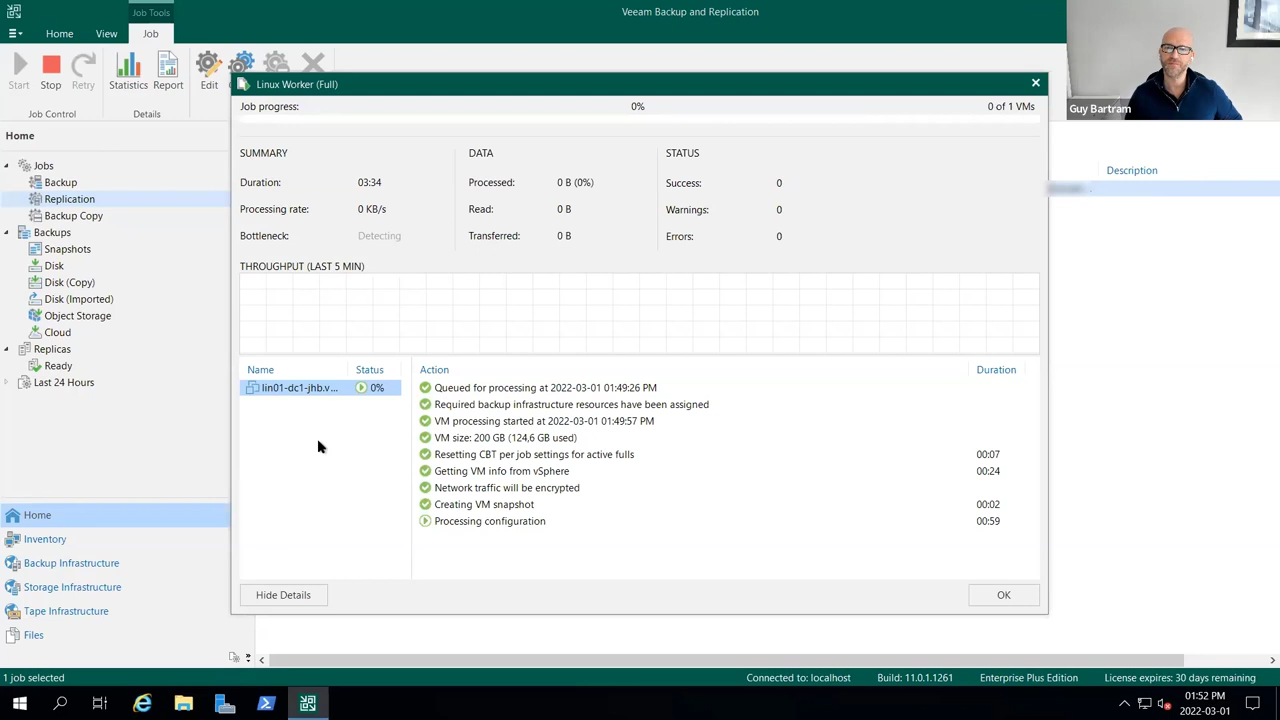 Job Tools
Veeam Backup and Replication
Home
View
Job
Start
Stop
Retry
Statistics
Report
Edit
Job Control
Details
Guy Bartram
Linux Worker (Full)
Job progress:
0%
0 of 1 VMs
SUMMARY
DATA
STATUS
Duration:
03:34
Processed:
0 B (0%)
Success:
0
Processing rate:
0 KB/s
Read:
0 B
Warnings:
0
Bottleneck:
Detecting
Transferred:
0 B
Errors:
0
THROUGHPUT (LAST 5 MIN)
Name
Status
Action
Duration
lin01-dc1-jhb.v...
0%
Queued for processing at 2022-03-01 01:49:26 PM
Required backup infrastructure resources have been assigned
VM processing started at 2022-03-01 01:49:57 PM
VM size: 200 GB (124,6 GB used)
Resetting CBT per job settings for active fulls
00:07
Getting VM info from vSphere
00:24
Network traffic will be encrypted
Creating VM snapshot
00:02
Processing configuration
00:59
Hide Details
OK
Description
Home
Jobs
Backup
Replication
Backup Copy
Backups
Snapshots
Disk
Disk (Copy)
Disk (Imported)
Object Storage
Cloud
Replicas
Ready
Last 24 Hours
Home
Inventory
Backup Infrastructure
Storage Infrastructure
Tape Infrastructure
Files
1 job selected
Connected to: localhost
Build: 11.0.1.1261
Enterprise Plus Edition
License expires: 30 days remaining
01:52 PM
2022-03-01